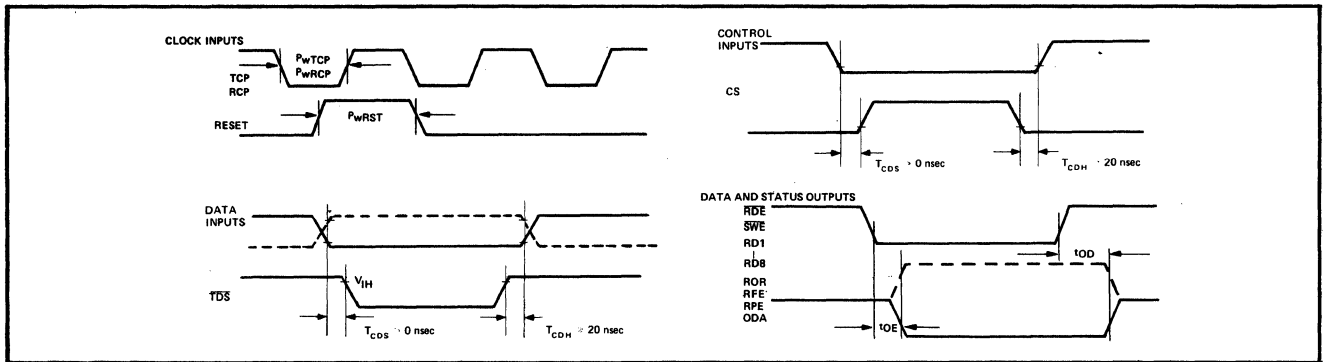 CLOCK INPUTS
PWTCP
PWRCP
TCP
RCP
RESET
PWRST
CONTROL
INPUTS
CS
TCDS > 0 nsec
TCDH 20 nsec
DATA
INPUTS
TDS
VIH
TCDS > 0 nsec
TCDH ≥ 20 nsec
DATA AND STATUS OUTPUTS
RDE
SWE
RD1
RD8
ROR
RFE
RPE
ODA
tOD
tOE